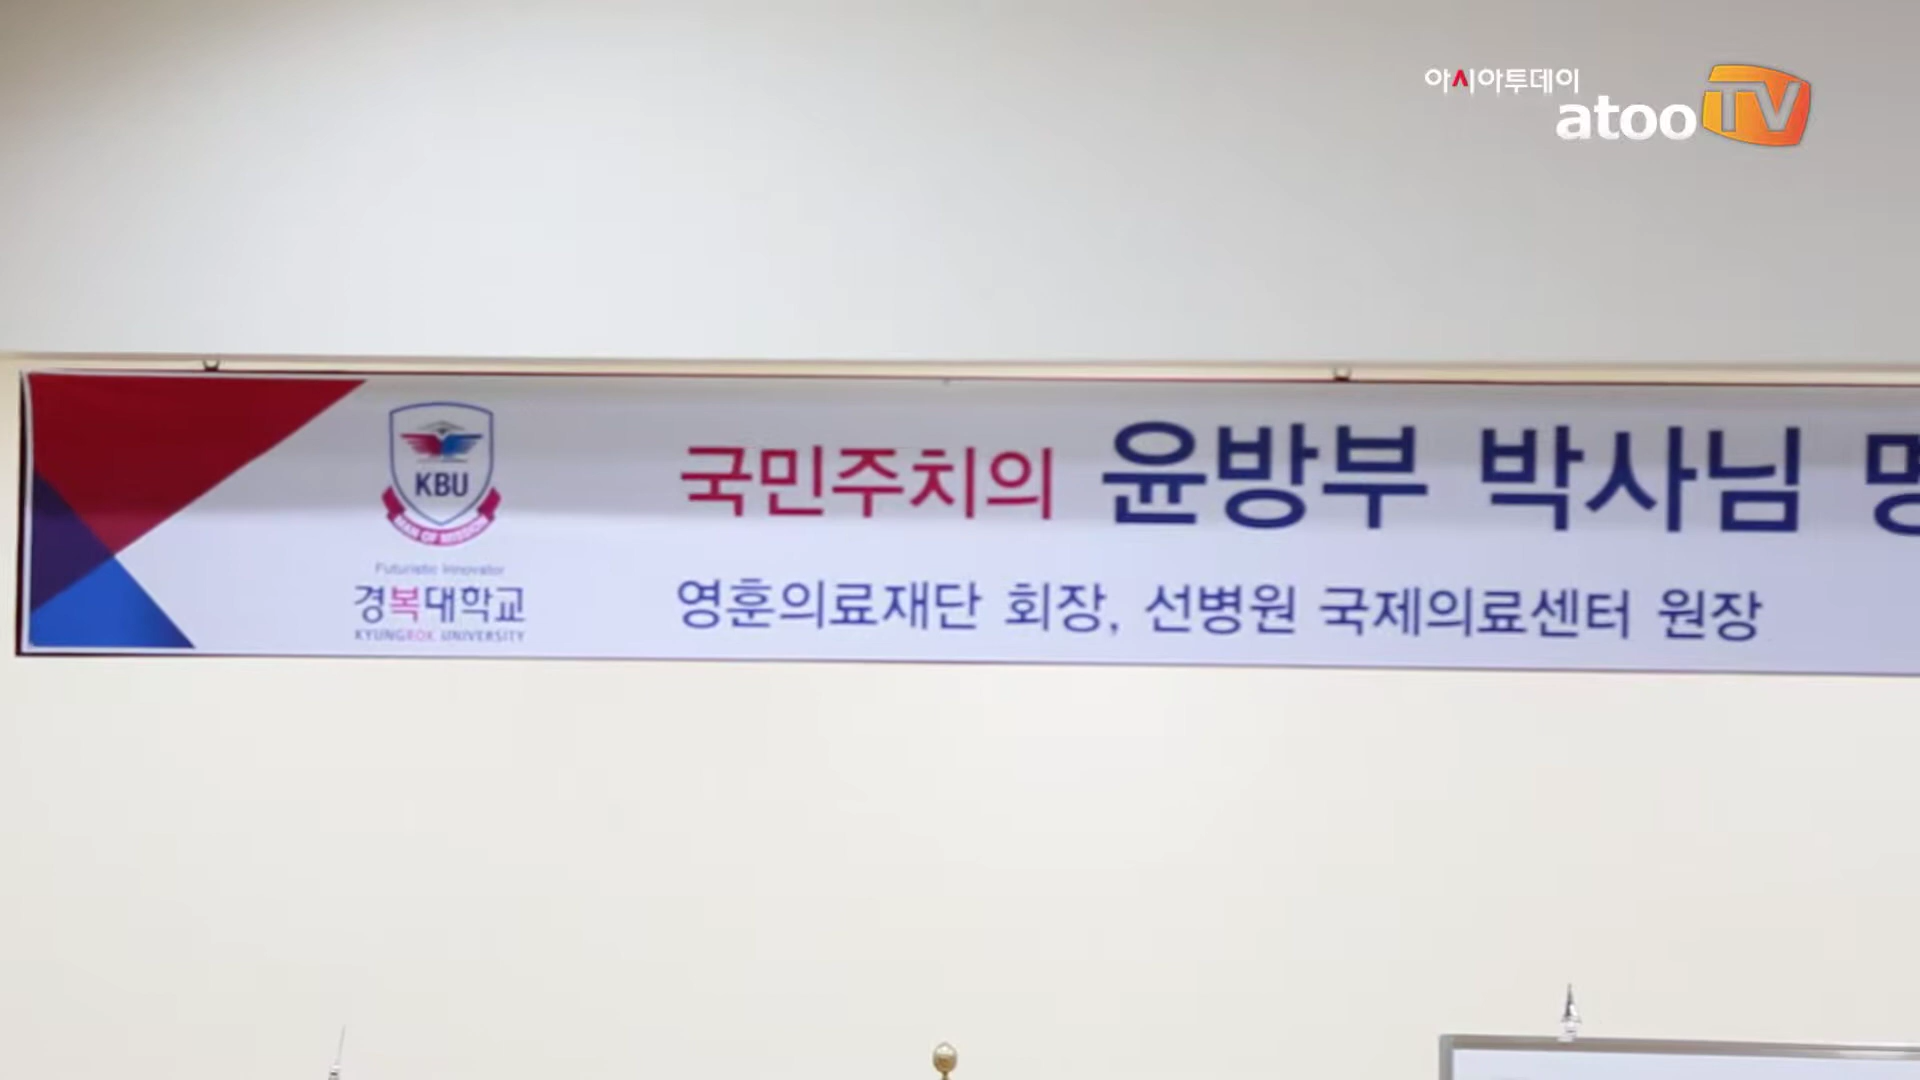 아시아투데이
atoo TV
KBU
MAN OF MISSION
Futuristic Innovator
경복대학교
KYUNGBOK UNIVERSITY
국민주치의 윤방부 박사님
영훈의료재단 회장, 선병원 국제의료센터 원장